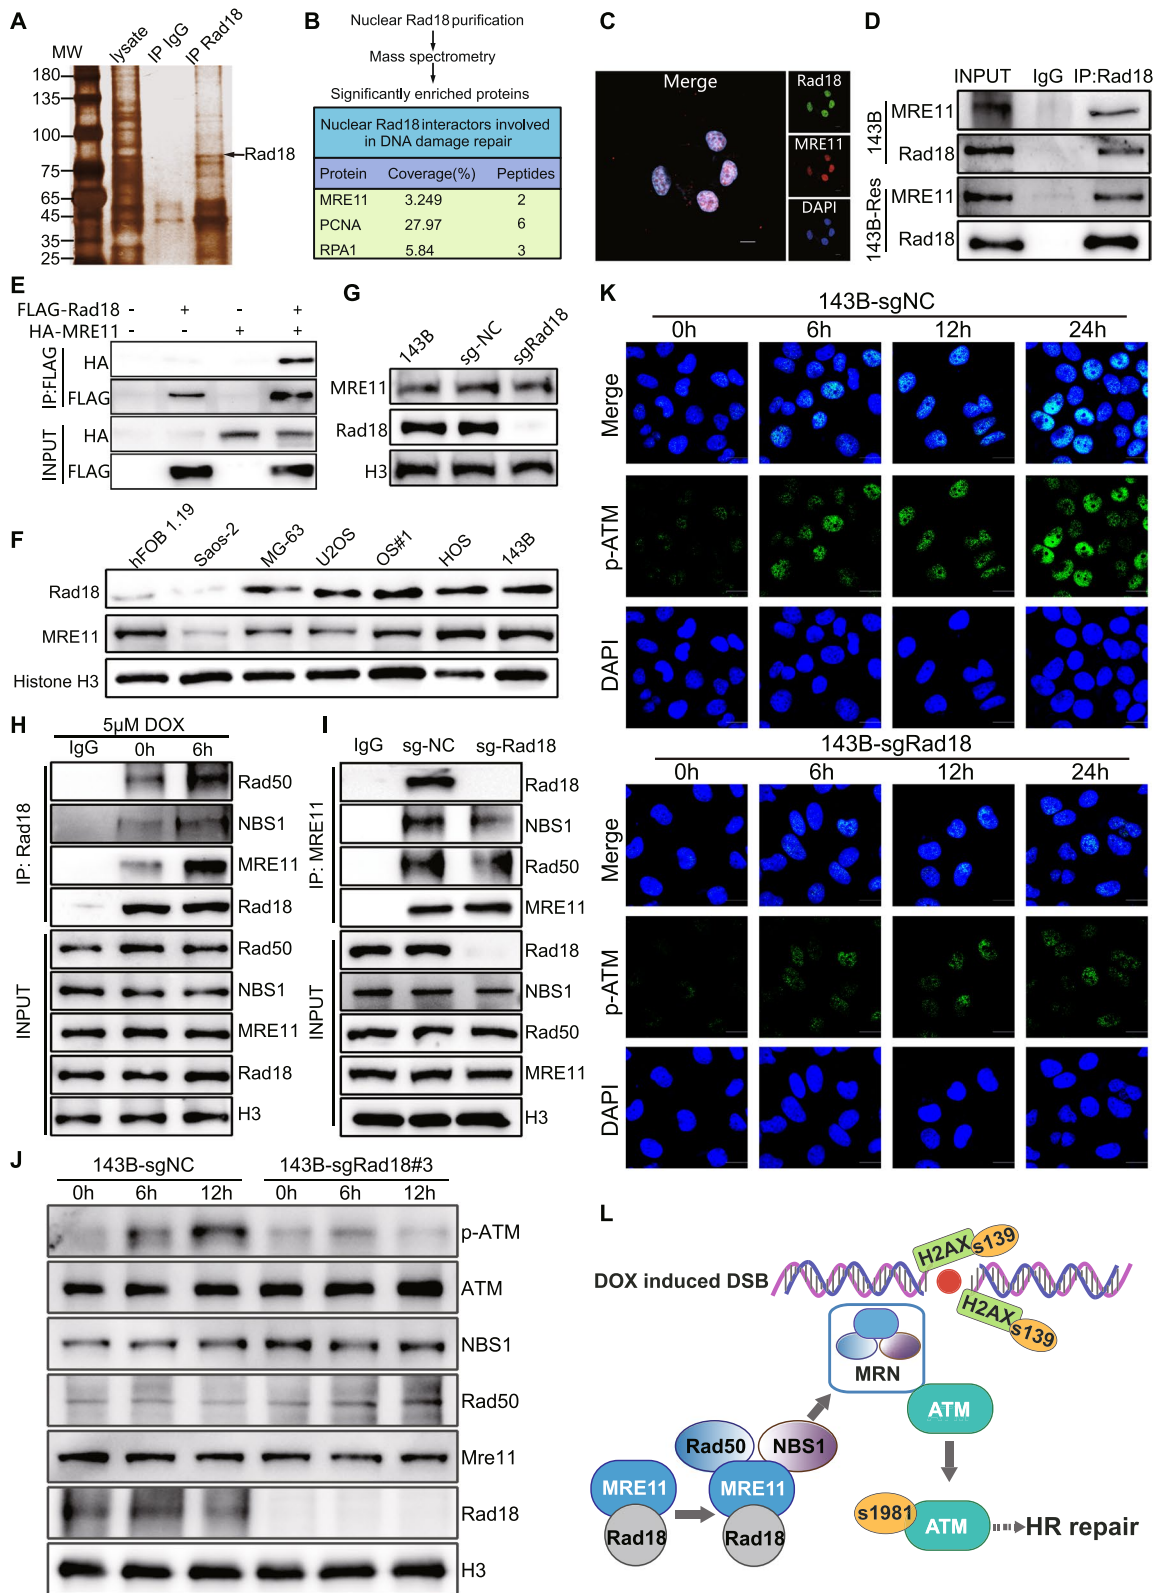 A
MW
lysate
IP IgG
IP Rad18
180
135
100
75
65
45
35
25
Rad18
B
Nuclear Rad18 purification
Mass spectrometry
Significantly enriched proteins
Nuclear Rad18 interactors involved
in DNA damage repair
Protein Coverage(%) Peptides
MRE11 3.249 2
PCNA 27.97 6
RPA1 5.84 3
C
Merge
Rad18
MRE11
DAPI
D
INPUT IgG IP:Rad18
143B
MRE11
Rad18
143B-Res
MRE11
Rad18
E
FLAG-Rad18 - + - +
HA-MRE11 - - + +
IP:FLAG
HA
FLAG
INPUT
HA
FLAG
G
143B
sg-NC
sgRad18
MRE11
Rad18
H3
F
hFOB 1.19
Saos-2
MG-63
U2OS
OS#1
HOS
143B
Rad18
MRE11
Histone H3
H
5μM DOX
IgG 0h 6h
IP: Rad18
Rad50
NBS1
MRE11
Rad18
INPUT
Rad50
NBS1
MRE11
Rad18
H3
I
IgG sg-NC sg-Rad18
IP: MRE11
Rad18
NBS1
Rad50
MRE11
INPUT
Rad18
NBS1
Rad50
MRE11
H3
J
143B-sgNC 143B-sgRad18#3
0h 6h 12h 0h 6h 12h
p-ATM
ATM
NBS1
Rad50
Mre11
Rad18
H3
K
143B-sgNC
0h 6h 12h 24h
Merge
p-ATM
DAPI
143B-sgRad18
0h 6h 12h 24h
Merge
p-ATM
DAPI
L
DOX induced DSB
H2AX s139
H2AX s139
MRN
ATM
Rad50 NBS1
MRE11 MRE11
Rad18 Rad18
s1981
ATM
HR repair